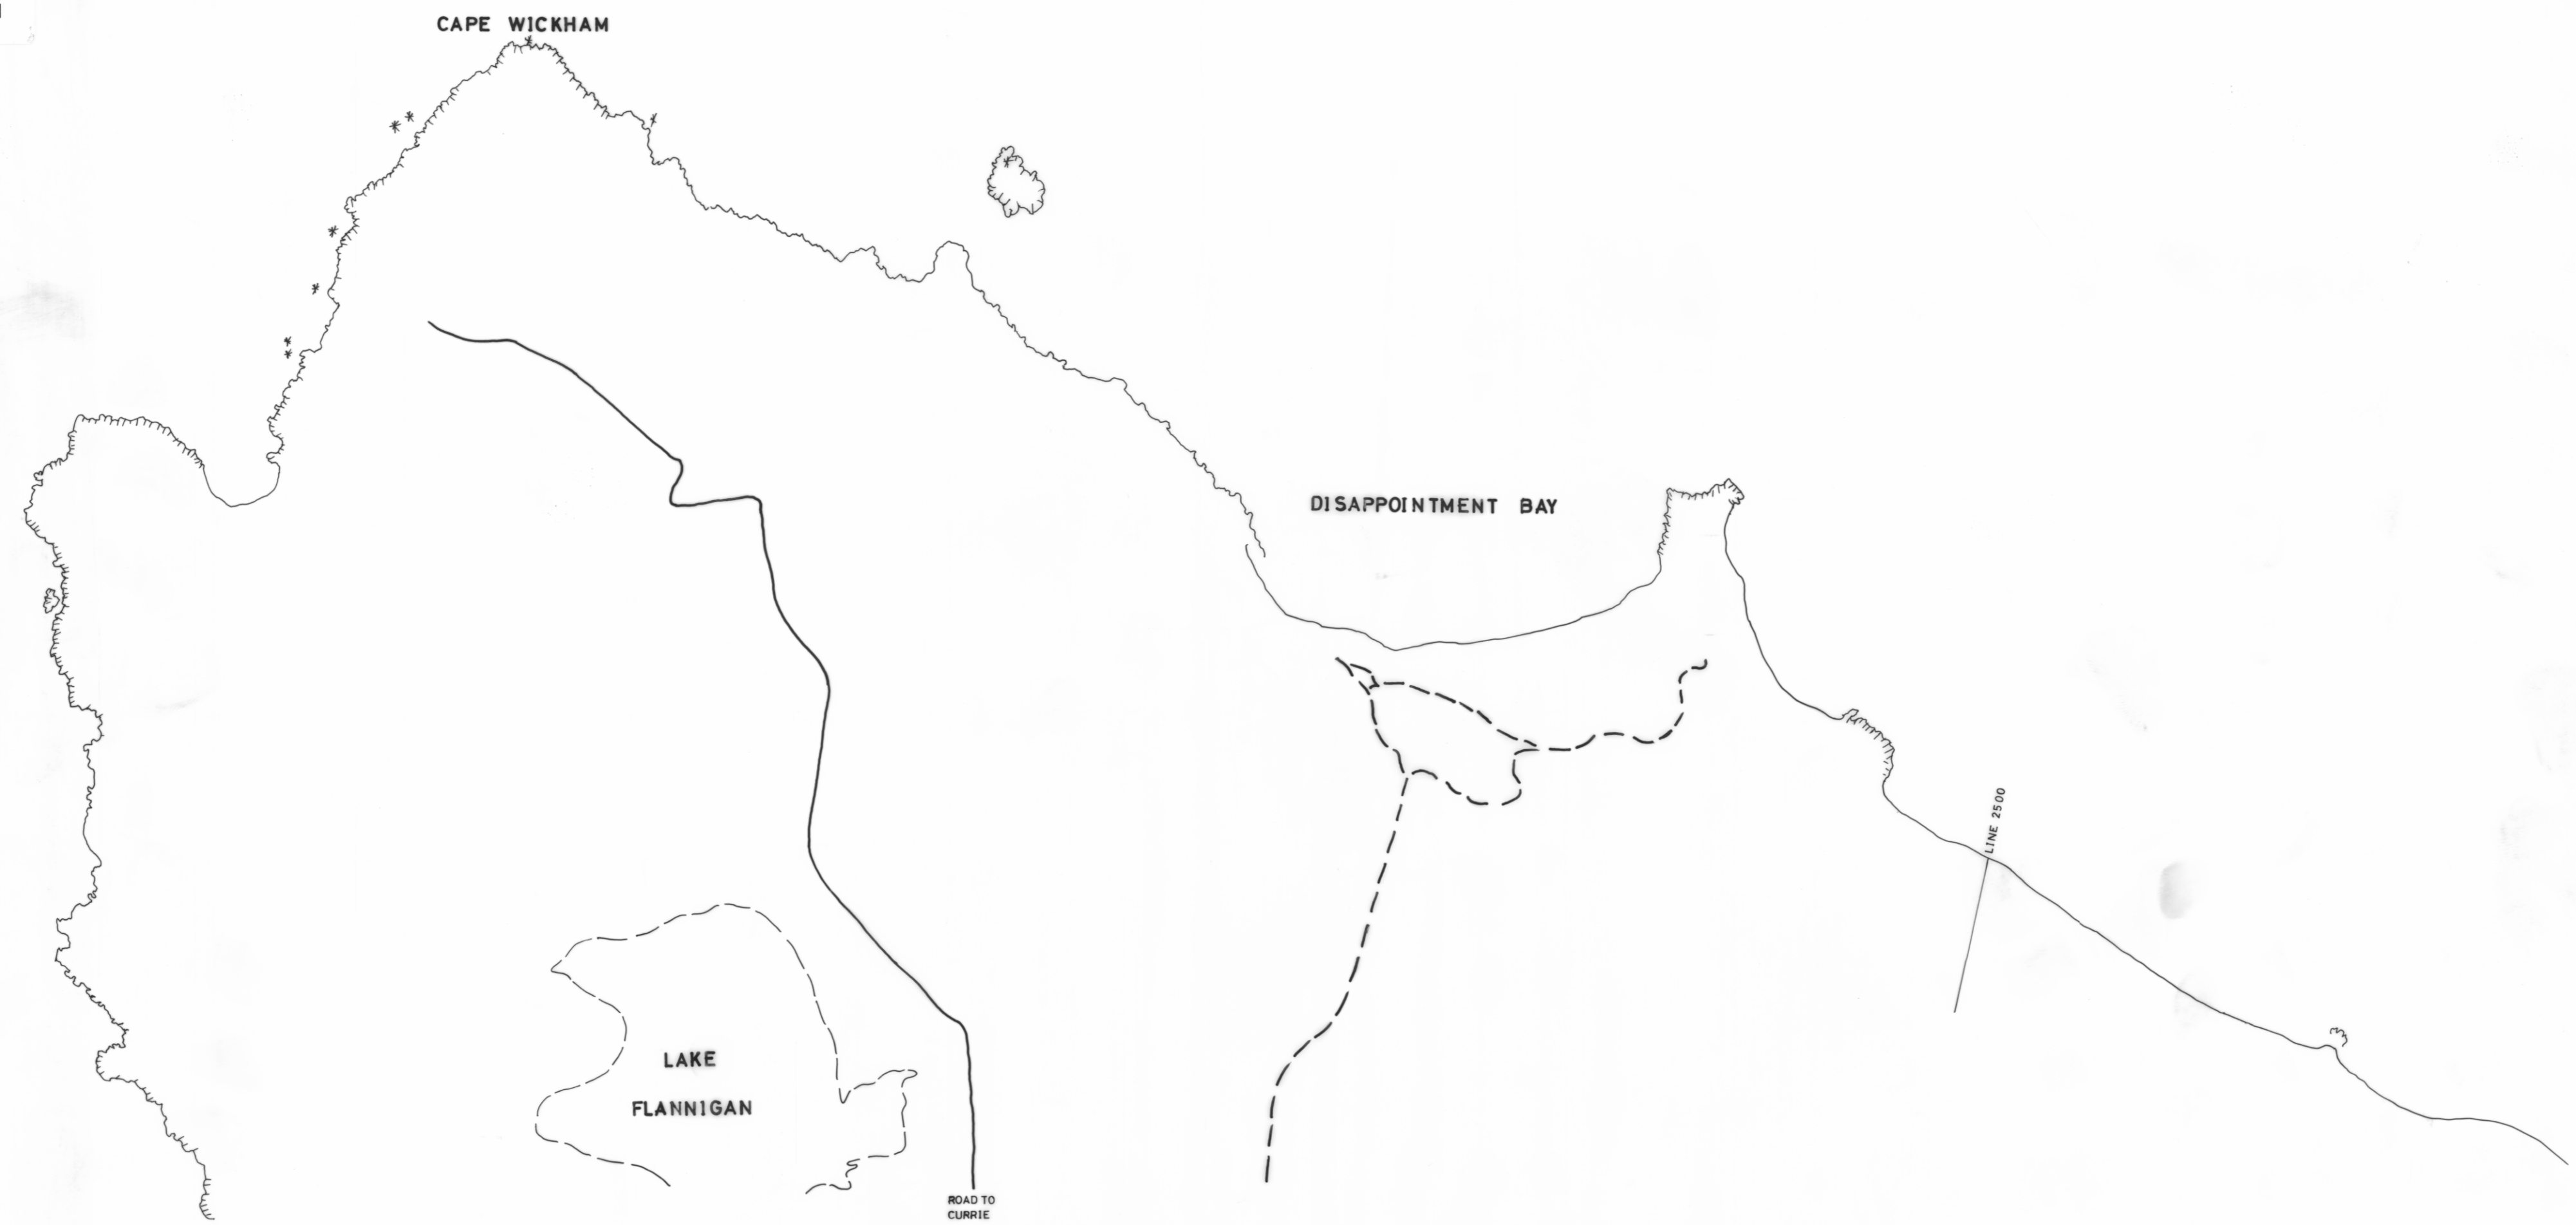 CAPE WICKHAM
DISAPPOINTMENT BAY
LINE 2500
LAKE
FLANNIGAN
ROAD TO
CURRIE